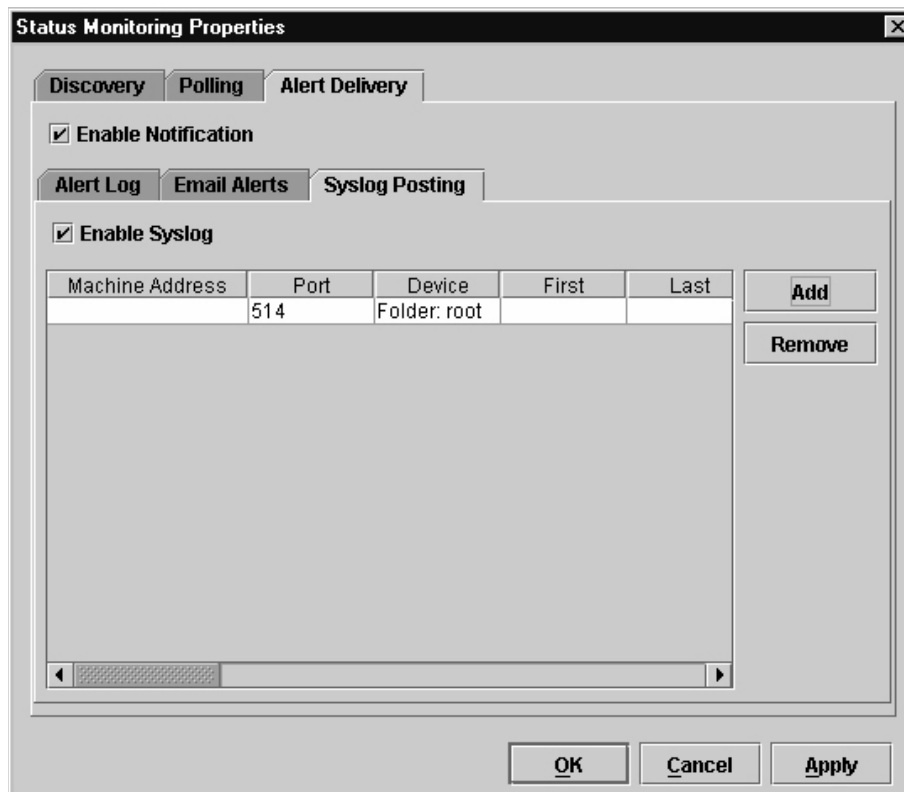 Status Monitoring Properties
Discovery Polling Alert Delivery
Enable Notification
Alert Log Email Alerts Syslog Posting
Enable Syslog
Machine Address Port Device First Last
514 Folder: root
Add
Remove
OK Cancel Apply